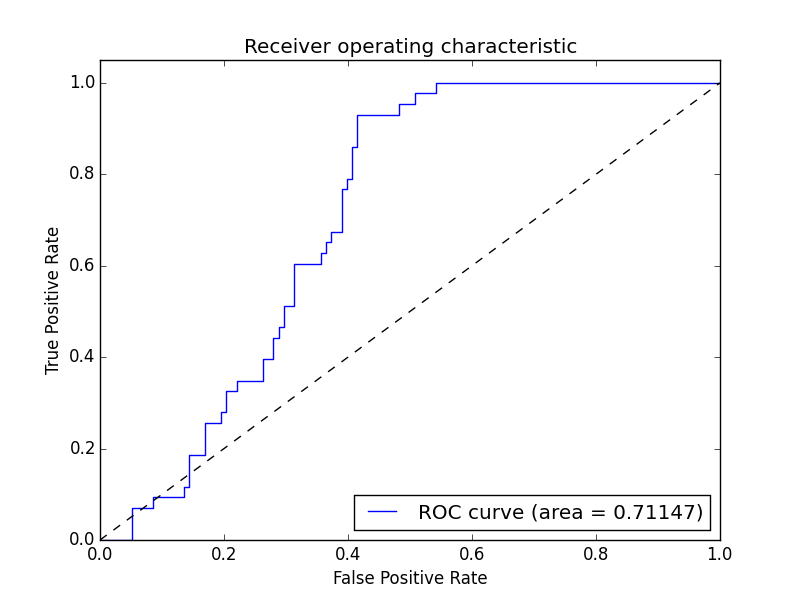 Receiver operating characteristic
1.0
0.8
0.6
0.4
0.2
0.0
True Positive Rate
ROC curve (area = 0.71147)
0.0 0.2 0.4 0.6 0.8 1.0
False Positive Rate